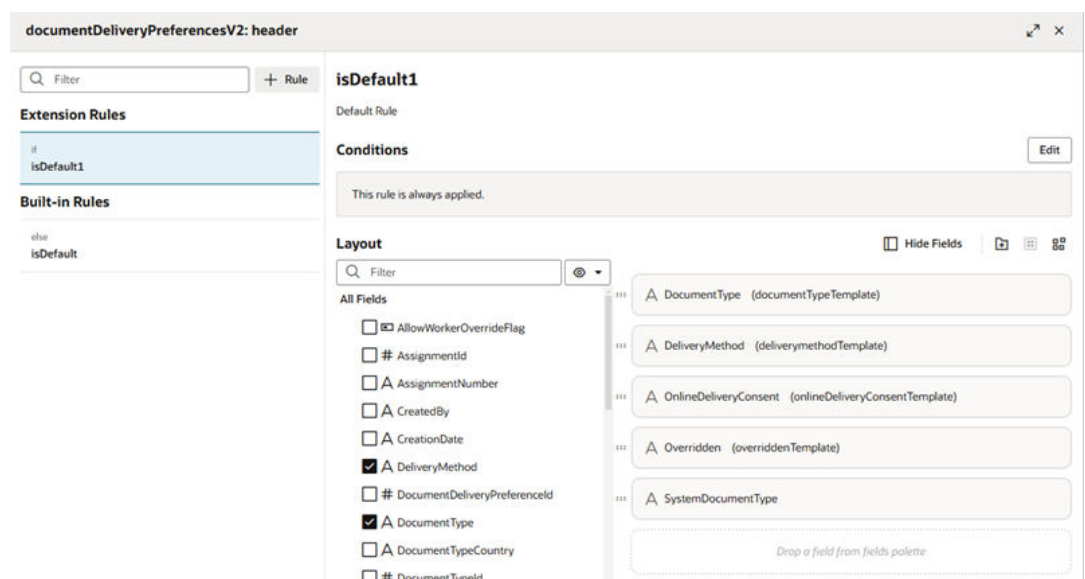 documentDeliveryPreferencesV2: header
Filter
+ Rule
Extension Rules
if
isDefault1
Built-in Rules
else
isDefault
isDefault1
Default Rule
Conditions
Edit
This rule is always applied.
Layout
Hide Fields
Filter
All Fields
AllowWorkerOverrideFlag
# AssignmentId
A AssignmentNumber
A CreatedBy
A CreationDate
A DeliveryMethod
# DocumentDeliveryPreferenceId
A DocumentType
A DocumentTypeCountry
# DocumentTypeId
A DocumentType (documentTypeTemplate)
A DeliveryMethod (deliverymethodTemplate)
A OnlineDeliveryConsent (onlineDeliveryConsentTemplate)
A Overridden (overriddenTemplate)
A SystemDocumentType
Drop a field from fields palette